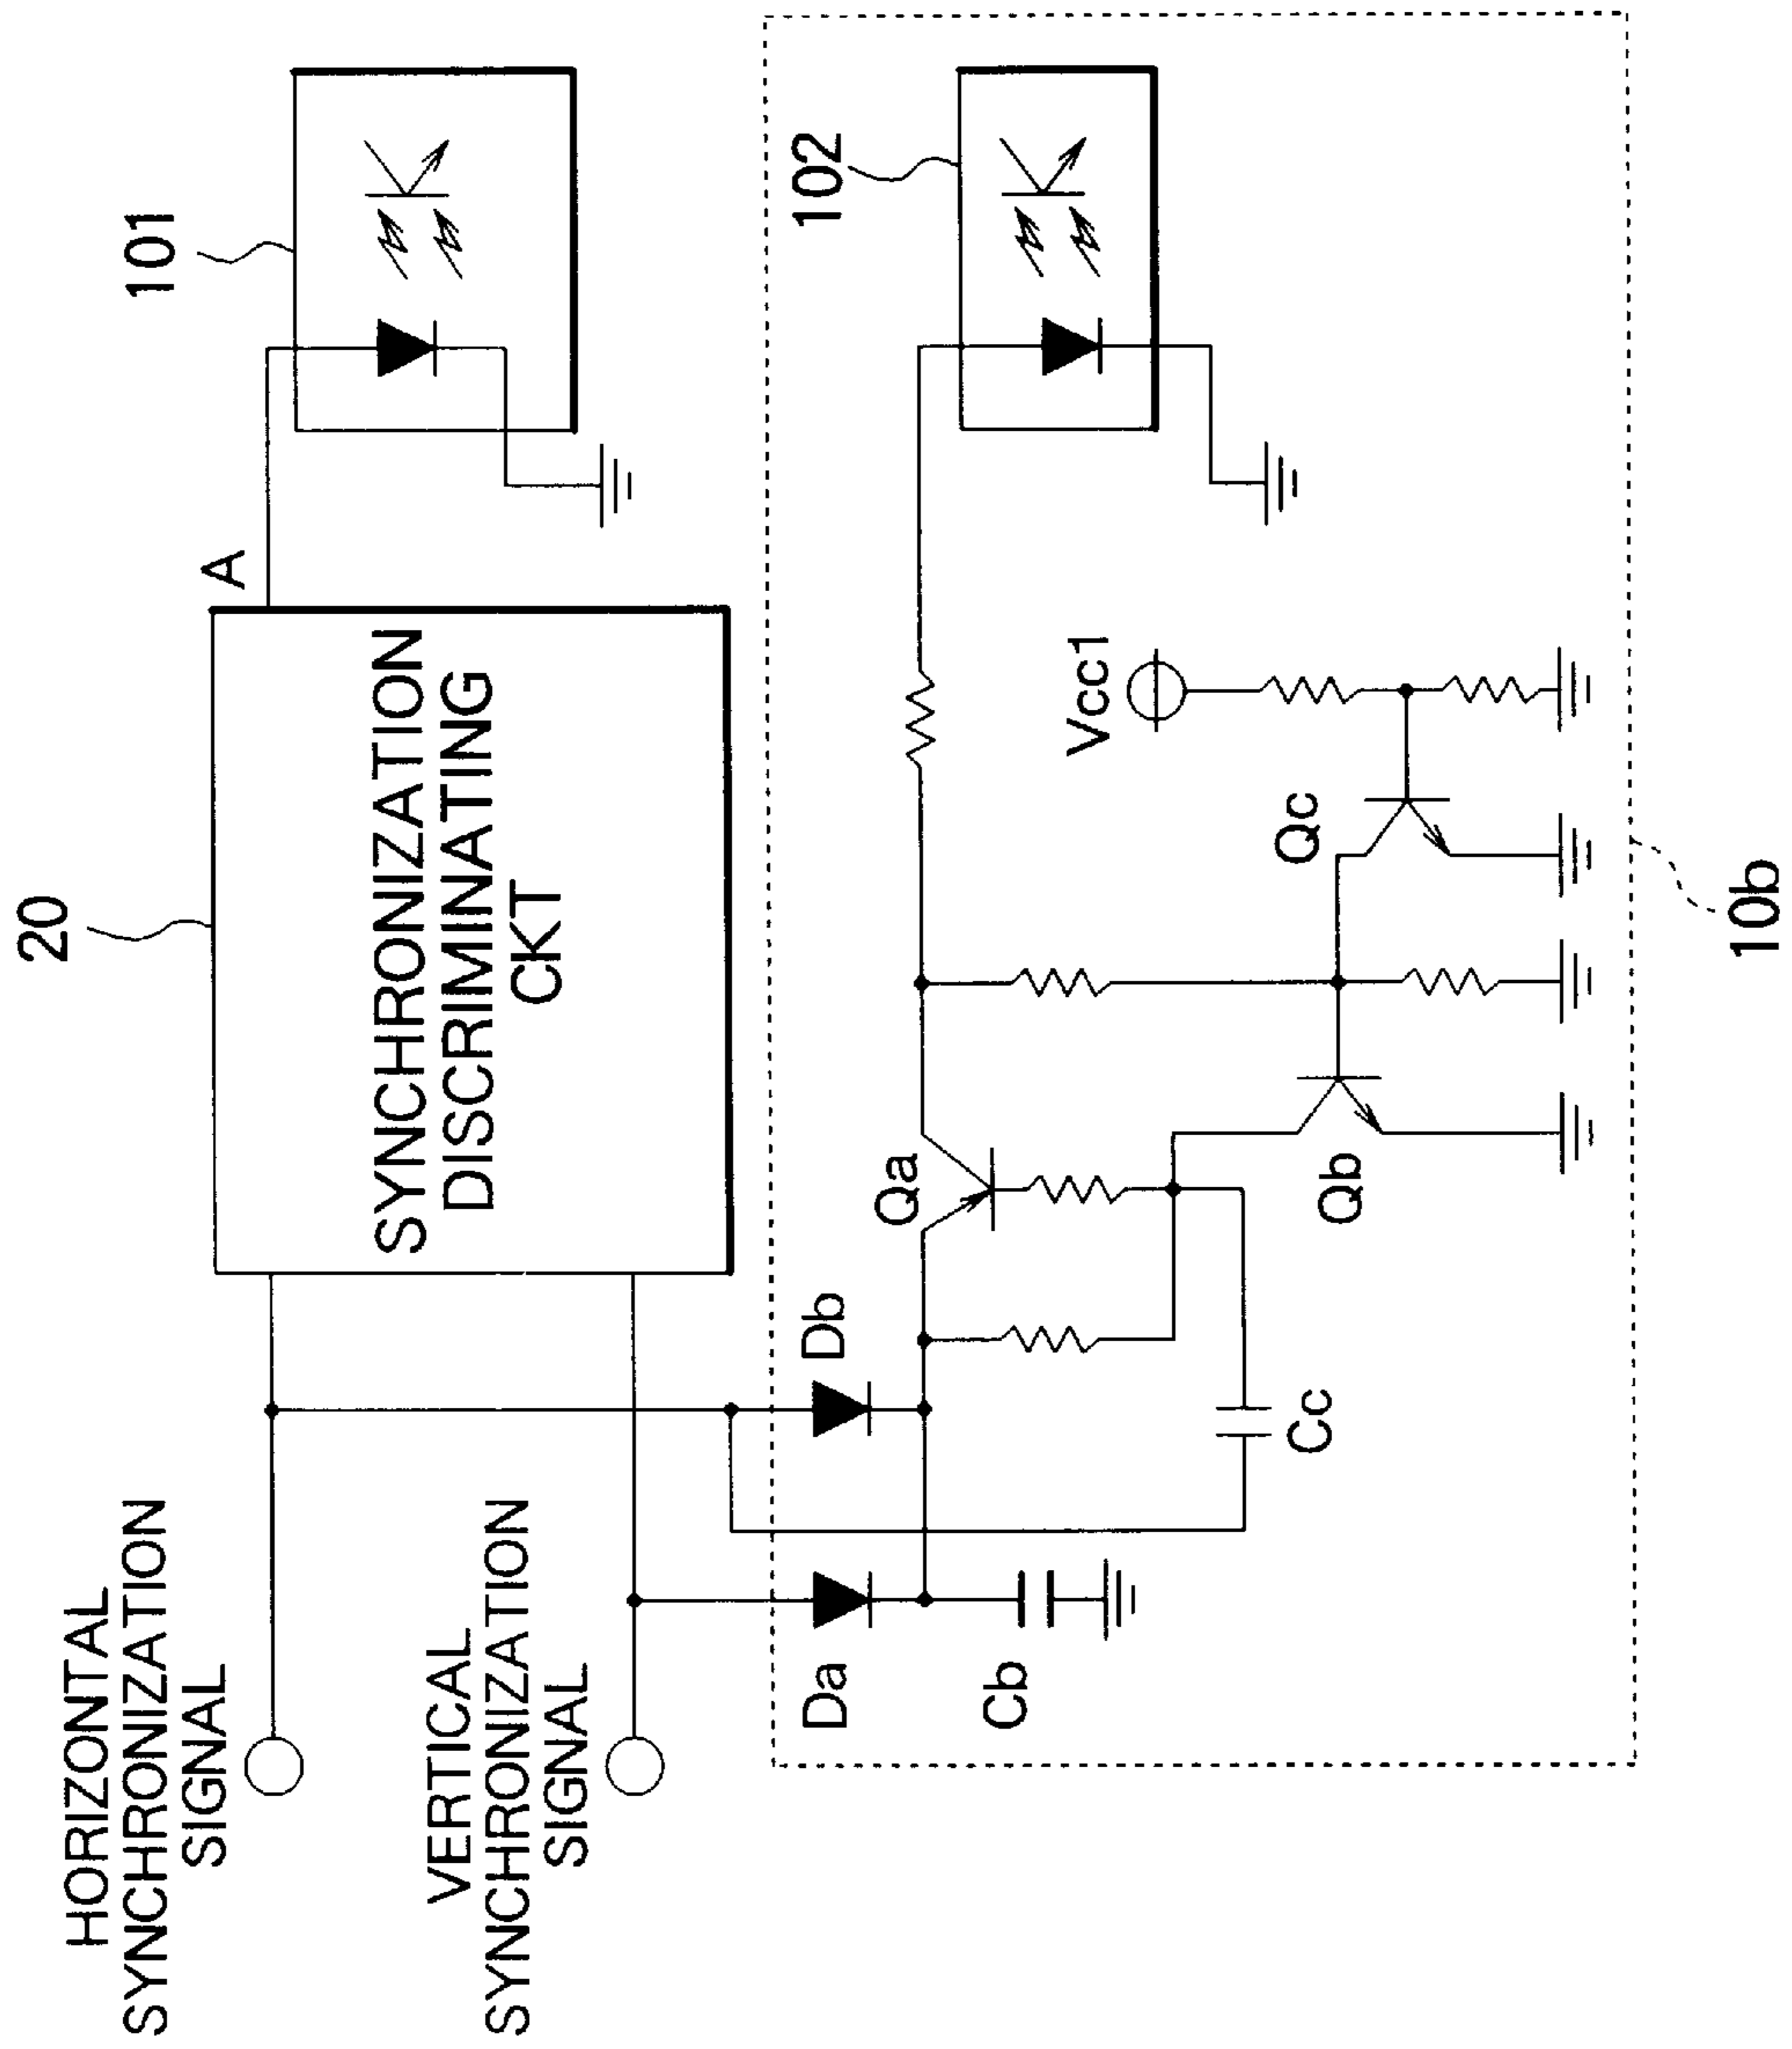 HORIZONTAL
SYNCHRONIZATION
SIGNAL
VERTICAL
SYNCHRONIZATION
SIGNAL
20
SYNCHRONIZATION
DISCRIMINATING
CKT
A
101
Da
Db
Cb
Cc
Qa
Qb
Qc
Vcc1
102
10b